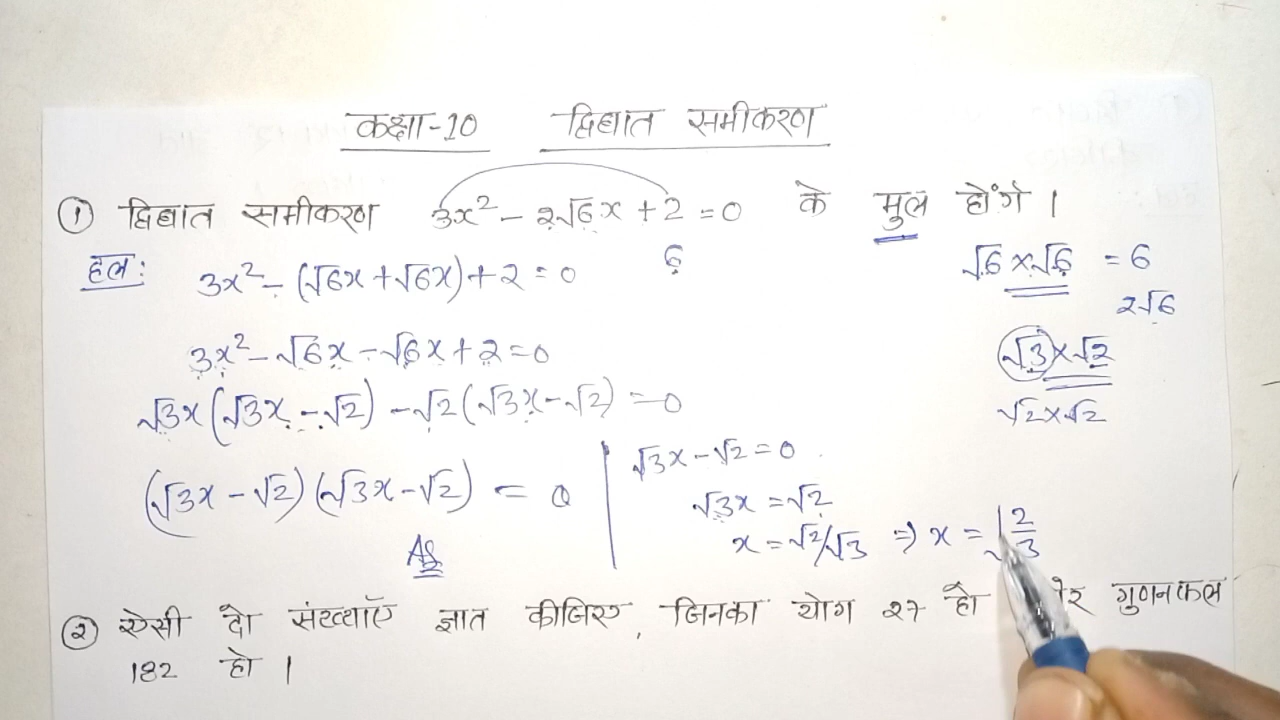 कक्षा-10 द्विघात समीकरण
① द्विघात समीकरण 3x² - 2√6x + 2 = 0 के मुल होंगे ।
6
हल: 3x² - (√6x + √6x) + 2 = 0
√6 × √6 = 6
2√6
3x² - √6x - √6x + 2 = 0
√3 × √2
√3x (√3x - √2) - √2 (√3x - √2) = 0
√2 × √2
(√3x - √2) (√3x - √2) = 0
√3x - √2 = 0
√3x = √2
x = √2/√3 ⇒ x = √2/3
② ऐसी दो संख्याएँ ज्ञात कीजिए, जिनका योग 27 हो गुणनफल
182 हो ।